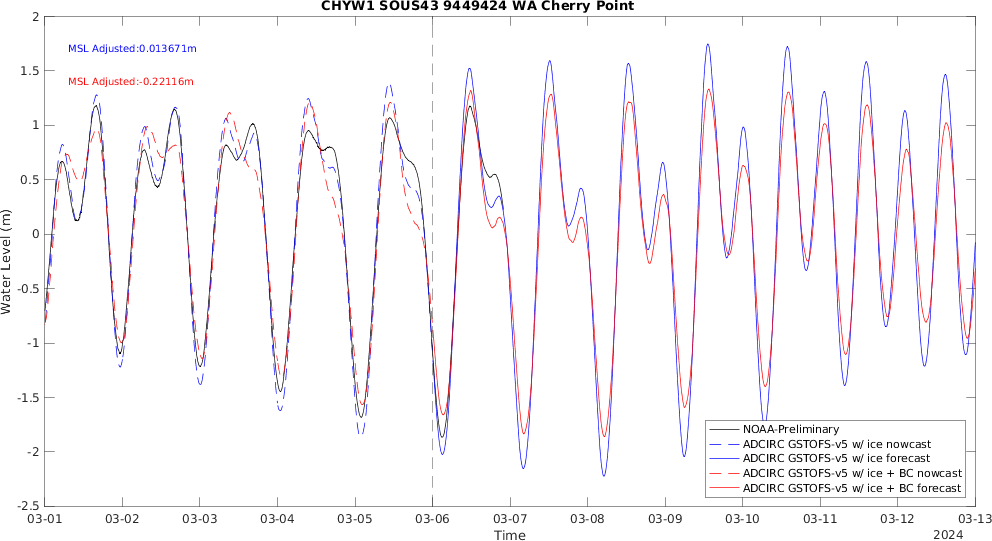 CHYW1 SOUS43 9449424 WA Cherry Point
MSL Adjusted:0.013671m
MSL Adjusted:-0.22116m
Water Level (m)
2
1.5
1
0.5
0
-0.5
-1
-1.5
-2
-2.5
NOAA-Preliminary
ADCIRC GSTOFS-v5 w/ ice nowcast
ADCIRC GSTOFS-v5 w/ ice forecast
ADCIRC GSTOFS-v5 w/ ice + BC nowcast
ADCIRC GSTOFS-v5 w/ ice + BC forecast
03-01 03-02 03-03 03-04 03-05 03-06 03-07 03-08 03-09 03-10 03-11 03-12 03-13
Time
2024